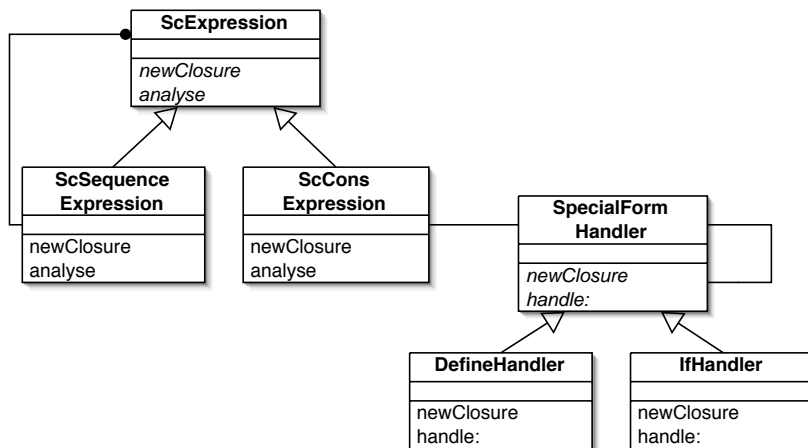 ScExpression
newClosure
analyse
ScSequence
Expression
newClosure
analyse
ScCons
Expression
newClosure
analyse
SpecialForm
Handler
newClosure
handle:
DefineHandler
newClosure
handle:
IfHandler
newClosure
handle: